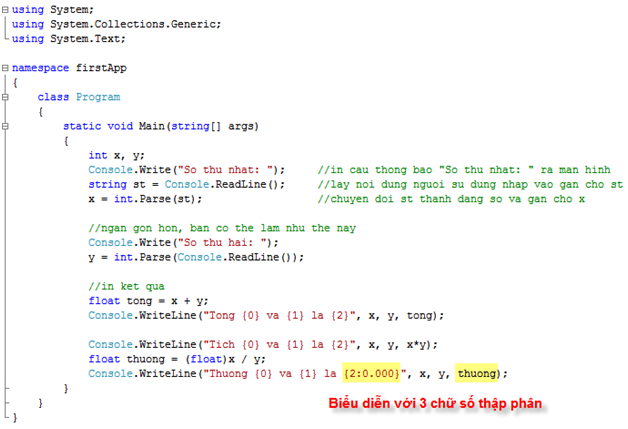 using System;
using System.Collections.Generic;
using System.Text;
namespace firstApp
{
class Program
{
static void Main(string[] args)
{
int x, y;
Console.Write("So thu nhat: "); //in cau thong bao "So thu nhat: " ra man hinh
string st = Console.ReadLine(); //lay noi dung nguoi su dung nhap vao gan cho st
x = int.Parse(st); //chuyen doi st thanh dang so va gan cho x
//ngan gon hon, ban co the lam nhu the nay
Console.Write("So thu hai: ");
y = int.Parse(Console.ReadLine());
//in ket qua
float tong = x + y;
Console.WriteLine("Tong {0} va {1} la {2}", x, y, tong);
Console.WriteLine("Tich {0} va {1} la {2}", x, y, x*y);
float thuong = (float)x / y;
Console.WriteLine("Thuong {0} va {1} la {2:0.000}", x, y, thuong);
}
Biểu diễn với 3 chữ số thập phân
}
}